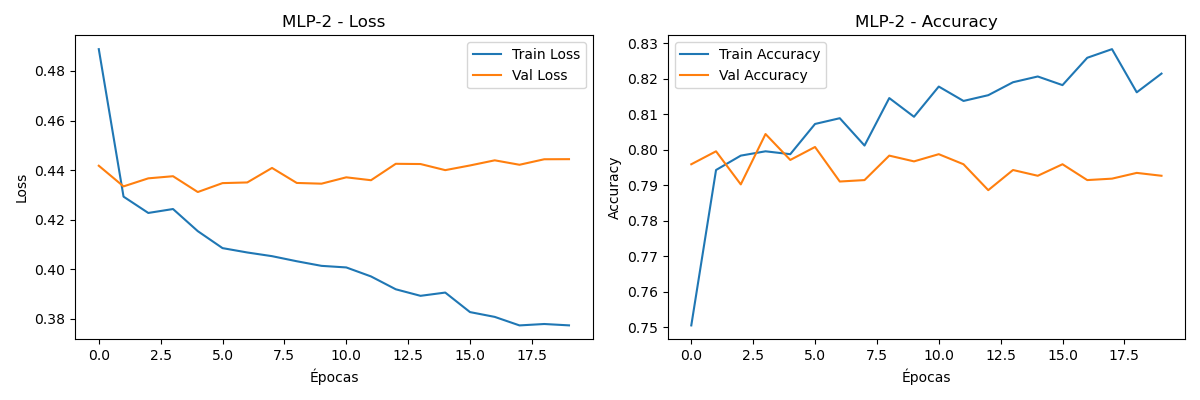 MLP-2 - Loss
Train Loss
Val Loss
0.48
0.46
0.44
0.42
0.40
0.38
Loss
0.0 2.5 5.0 7.5 10.0 12.5 15.0 17.5
Épocas
MLP-2 - Accuracy
Train Accuracy
Val Accuracy
0.83
0.82
0.81
0.80
0.79
0.78
0.77
0.76
0.75
Accuracy
0.0 2.5 5.0 7.5 10.0 12.5 15.0 17.5
Épocas